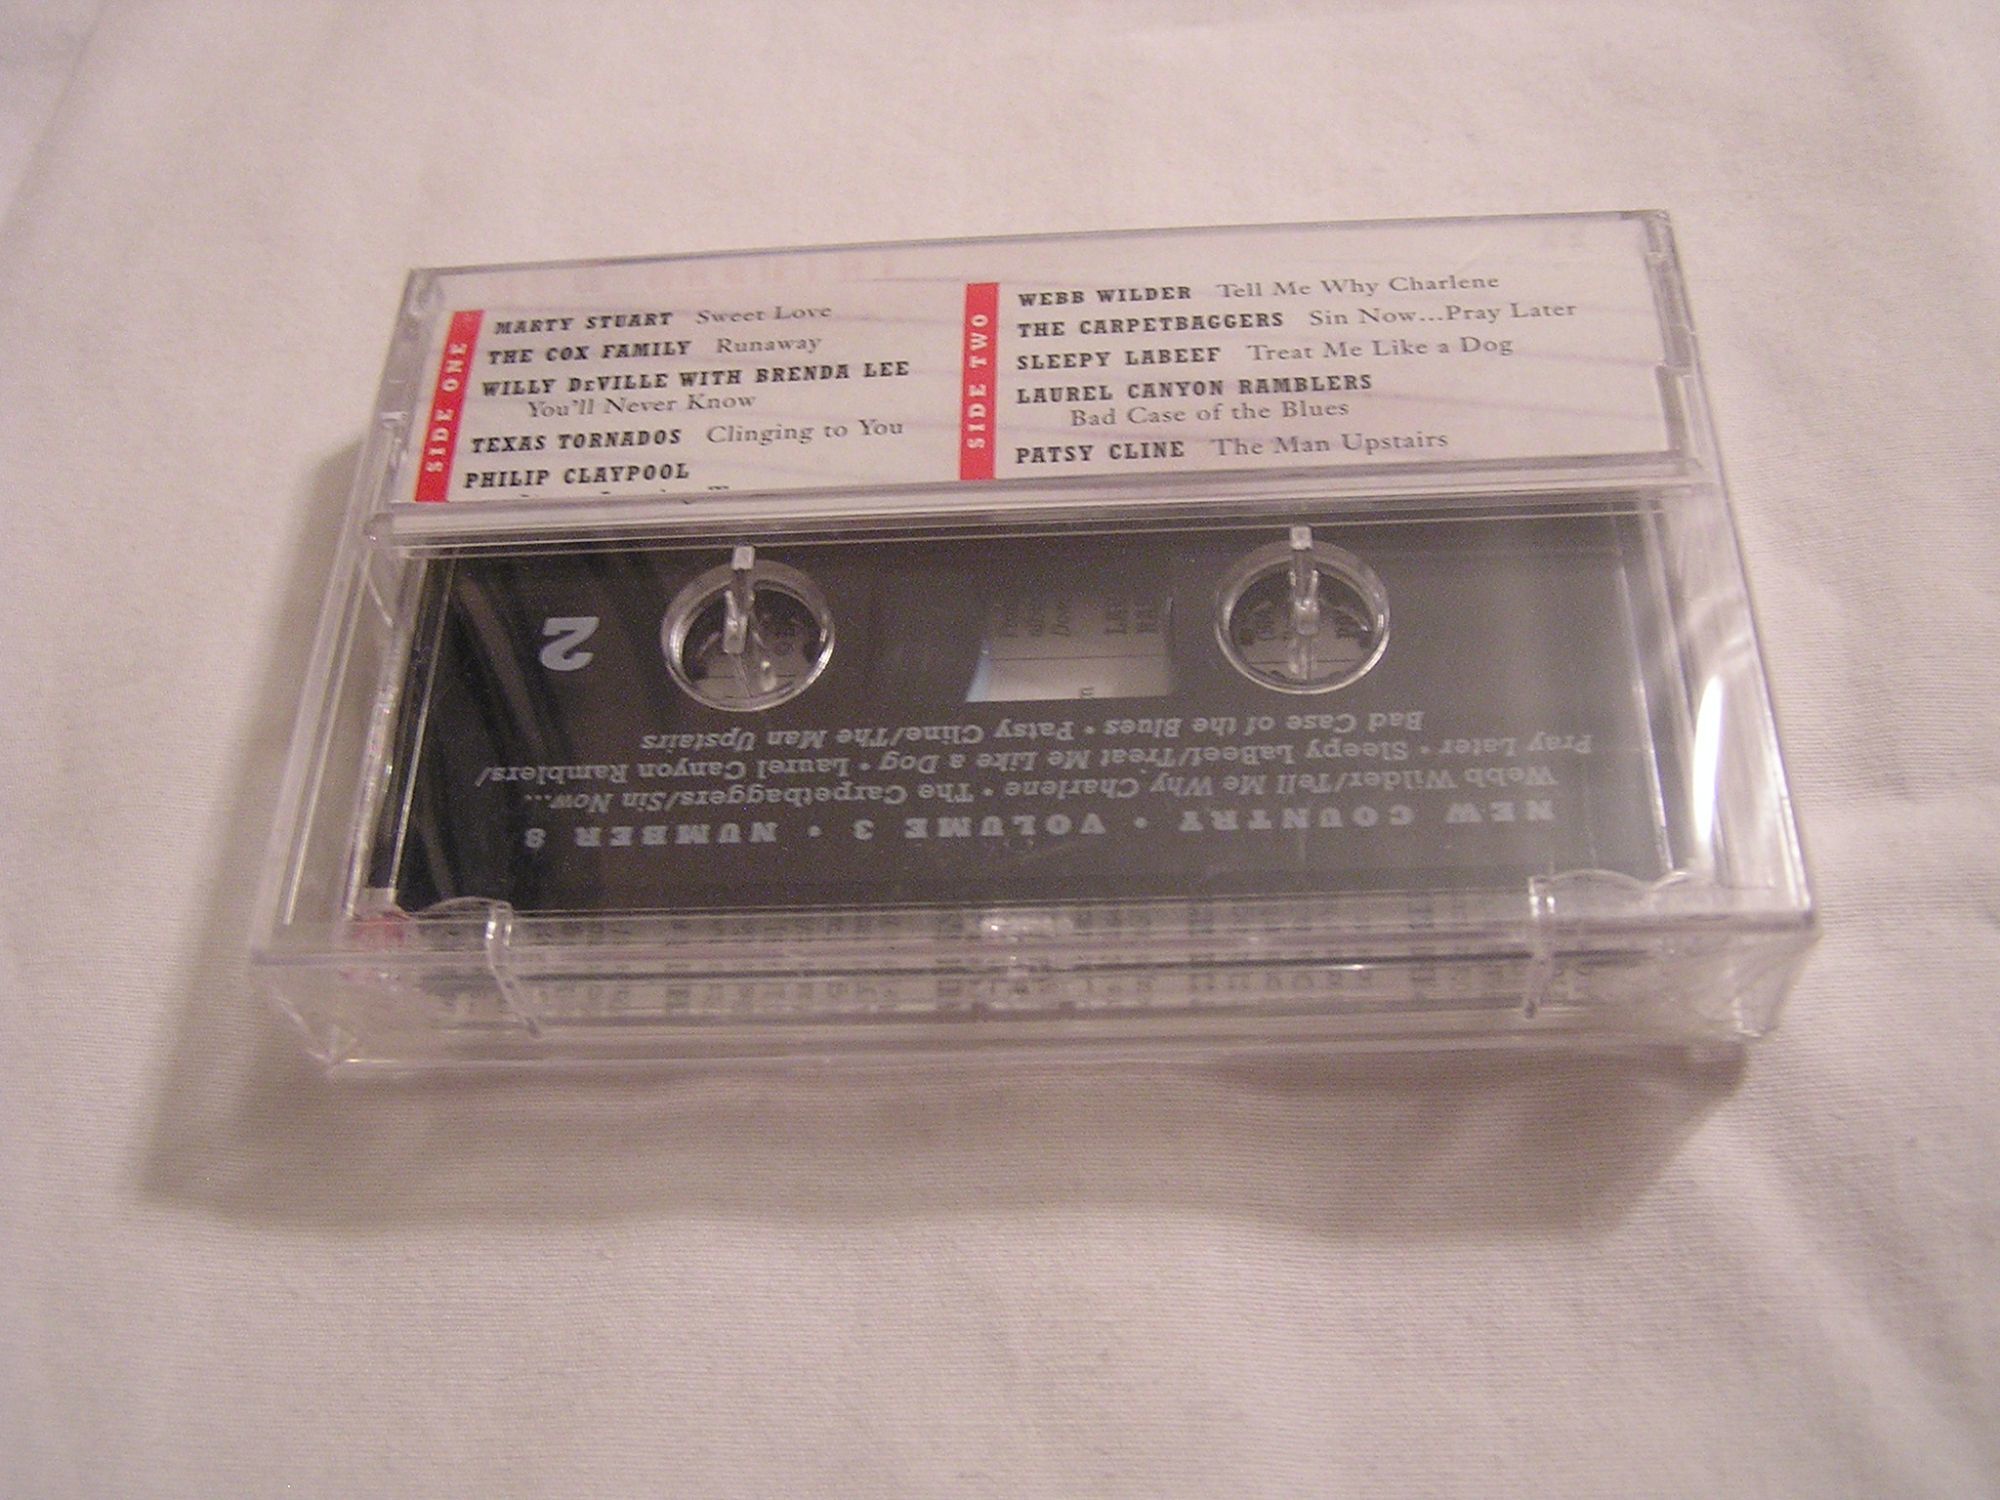 SIDE ONE
MARTY STUART Sweet Love
THE COX FAMILY Runaway
WILLY DeVILLE WITH BRENDA LEE
You'll Never Know
TEXAS TORNADOS Clinging to You
PHILIP CLAYPOOL
SIDE TWO
WEBB WILDER Tell Me Why Charlene
THE CARPETBAGGERS Sin Now...Pray Later
SLEEPY LABEEF Treat Me Like a Dog
LAUREL CANYON RAMBLERS
Bad Case of the Blues
PATSY CLINE The Man Upstairs
NEW COUNTRY • VOLUME 3 • NUMBER 8
Webb Wilder/Tell Me Why Charlene • The Carpetbaggers/Sin Now...
Pray Later • Sleepy LaBeef/Treat Me Like a Dog • Laurel Canyon Ramblers/
Bad Case of the Blues • Patsy Cline/The Man Upstairs
2